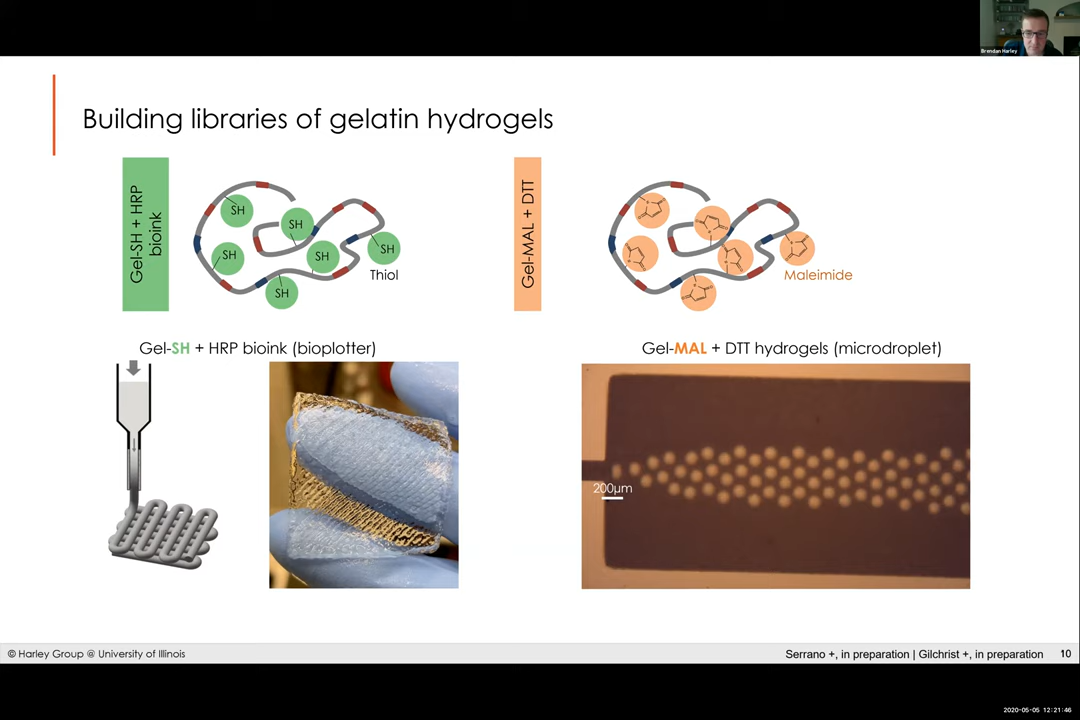 Brendan Harley
Building libraries of gelatin hydrogels
Gel-SH + HRP
bioink
SH
SH
SH
SH
SH
SH
Thiol
Gel-MAL + DTT
Maleimide
Gel-SH + HRP bioink (bioplotter)
Gel-MAL + DTT hydrogels (microdroplet)
200μm
© Harley Group @ University of Illinois
Serrano +, in preparation | Gilchrist +, in preparation
10
2020-05-05 12:21:46